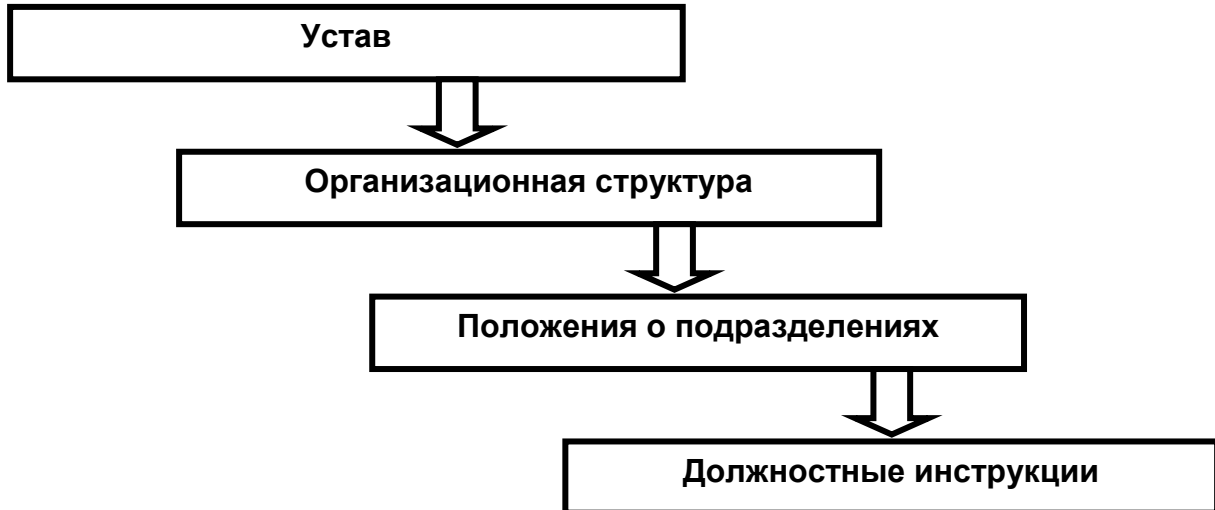 Устав
Организационная структура
Положения о подразделениях
Должностные инструкции